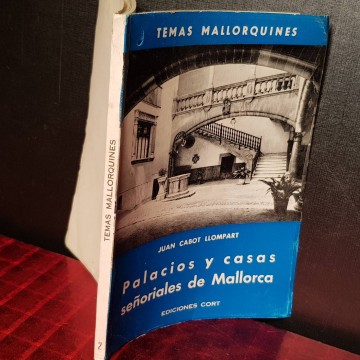 TEMAS MALLORQUINES
JUAN CABOT LLOMPART
Palacios y casas
señoriales de Mallorca
EDICIONES CORT
TEMAS MALLORQUINES
7